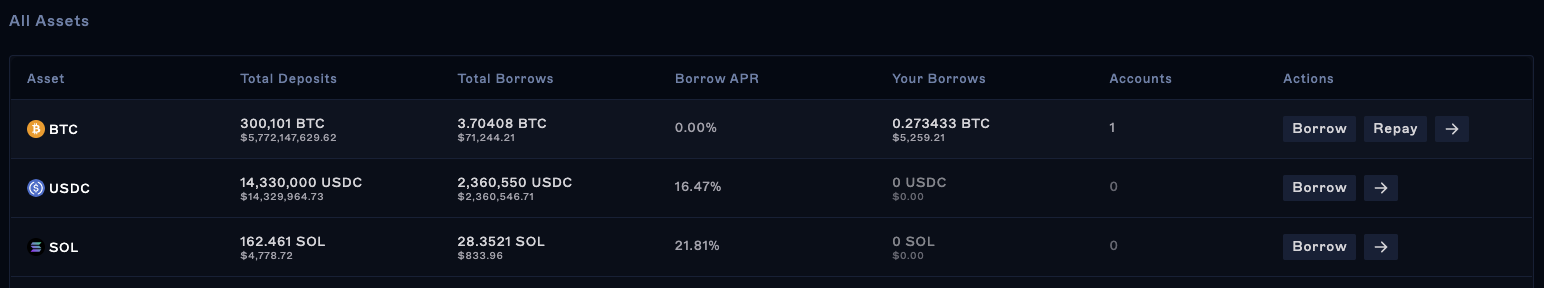 All Assets
Asset Total Deposits Total Borrows Borrow APR Your Borrows Accounts Actions
BTC 300,101 BTC 3.70408 BTC 0.00% 0.273433 BTC 1 Borrow Repay →
$5,772,147,629.62 $71,244.21 $5,259.21
USDC 14,330,000 USDC 2,360,550 USDC 16.47% 0 USDC 0 Borrow →
$14,329,964.73 $2,360,546.71 $0.00
SOL 162.461 SOL 28.3521 SOL 21.81% 0 SOL 0 Borrow →
$4,778.72 $833.96 $0.00